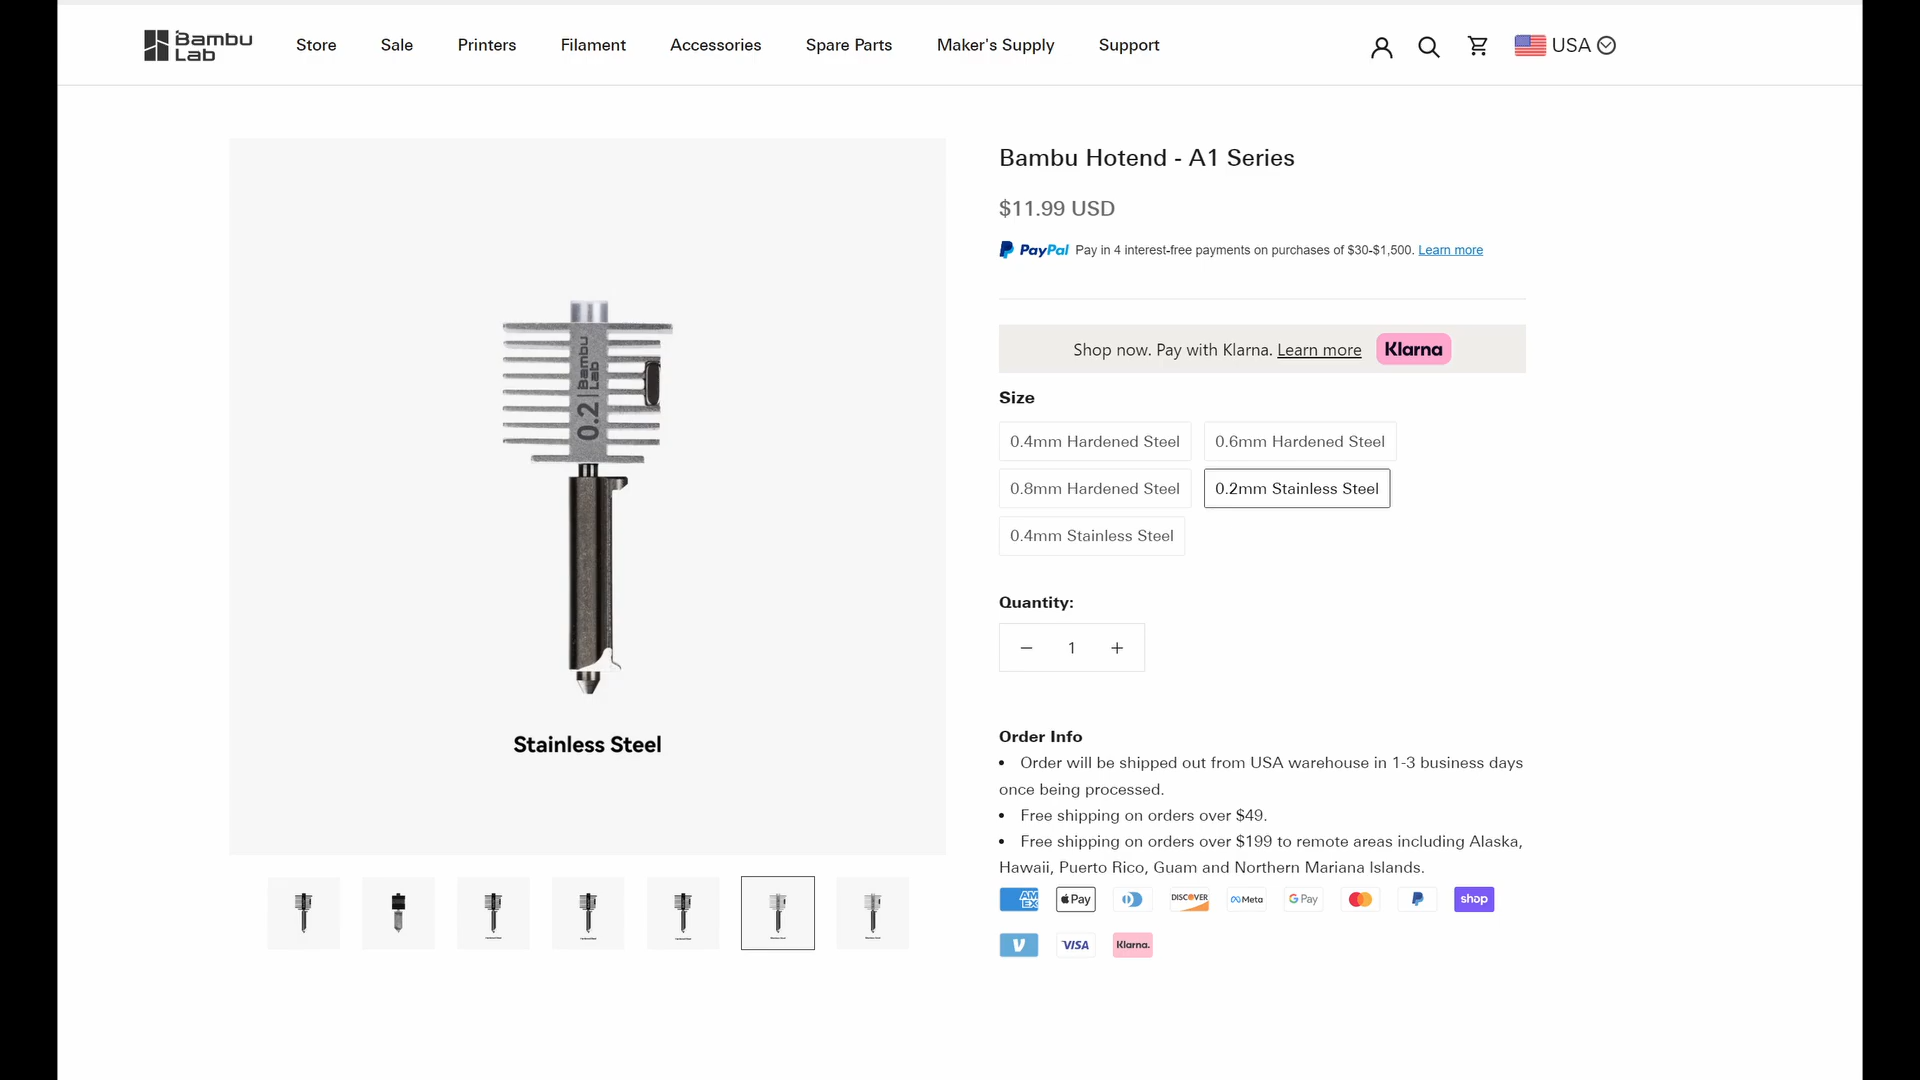 Bambu Lab
Store Sale Printers Filament Accessories Spare Parts Maker's Supply Support USA
Bambu Hotend - A1 Series
$11.99 USD
PayPal Pay in 4 interest-free payments on purchases of $30-$1,500. Learn more
Shop now. Pay with Klarna. Learn more Klarna
Size
0.4mm Hardened Steel 0.6mm Hardened Steel
0.8mm Hardened Steel 0.2mm Stainless Steel
0.4mm Stainless Steel
Quantity:
− 1 +
0.2 | Bambu Lab
Stainless Steel
Order Info
• Order will be shipped out from USA warehouse in 1-3 business days
once being processed.
• Free shipping on orders over $49.
• Free shipping on orders over $199 to remote areas including Alaska,
Hawaii, Puerto Rico, Guam and Northern Mariana Islands.
AM EX Pay DISCOVER Meta G Pay shop
VISA Klarna.